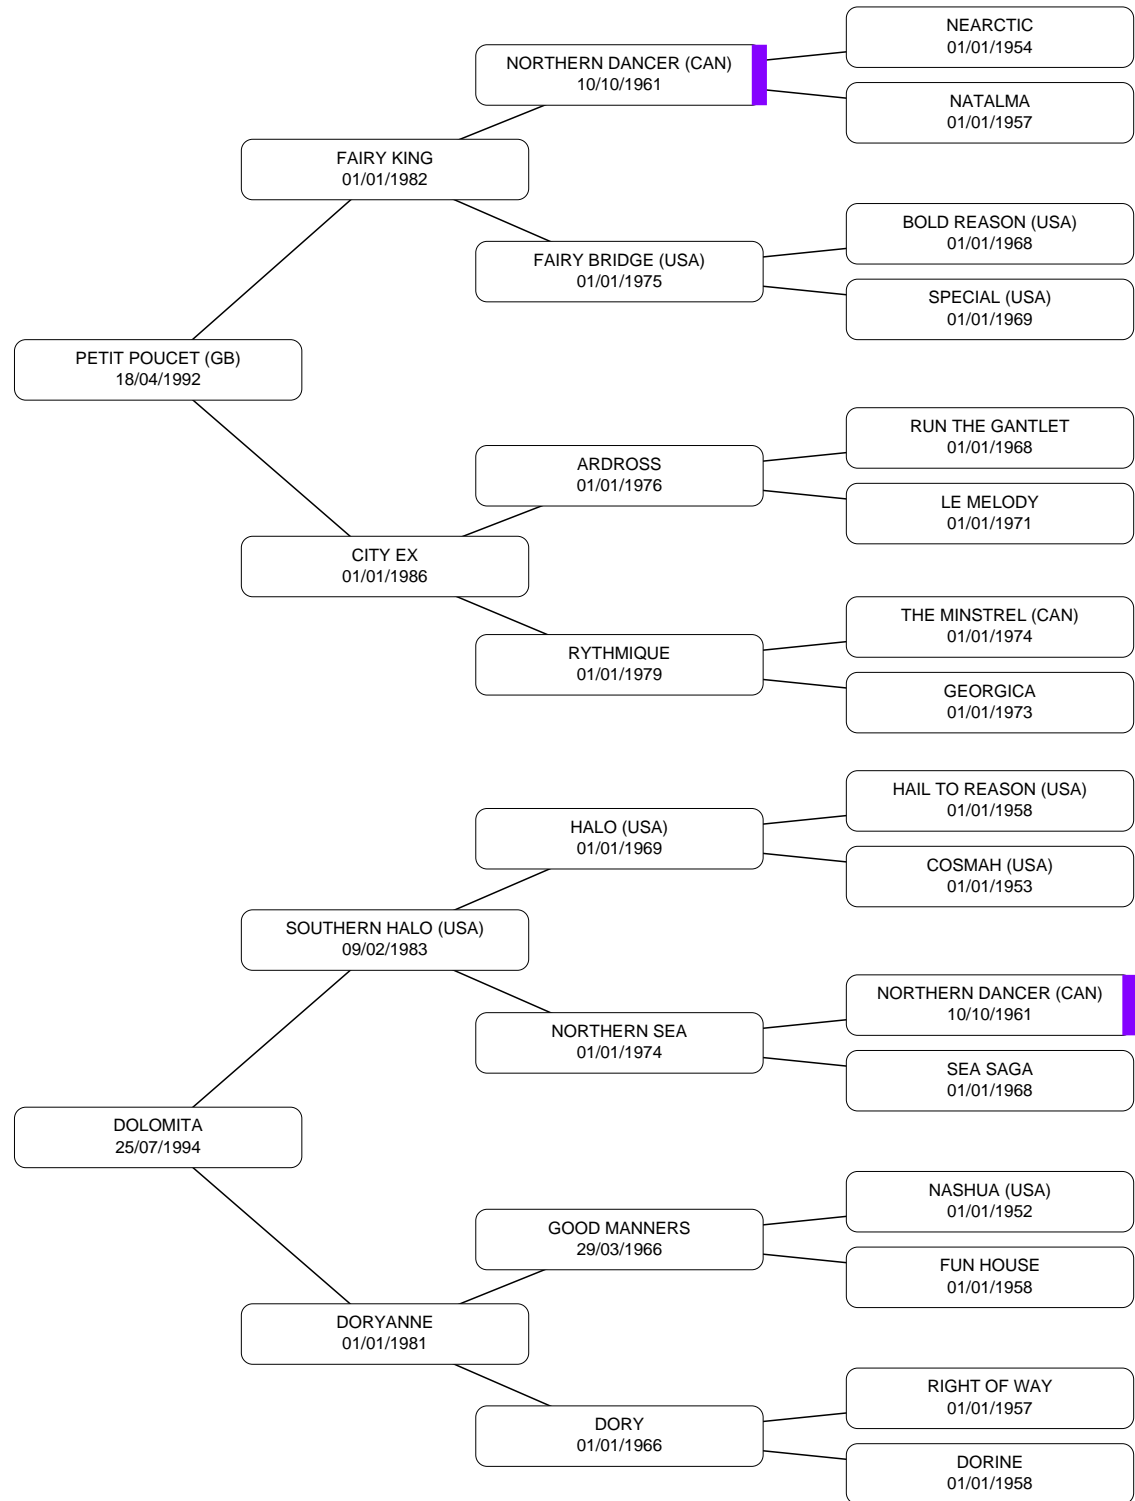 NEARCTIC
01/01/1954
NORTHERN DANCER (CAN)
10/10/1961
NATALMA
01/01/1957
FAIRY KING
01/01/1982
BOLD REASON (USA)
01/01/1968
FAIRY BRIDGE (USA)
01/01/1975
SPECIAL (USA)
01/01/1969
PETIT POUCET (GB)
18/04/1992
RUN THE GANTLET
01/01/1968
ARDROSS
01/01/1976
LE MELODY
01/01/1971
CITY EX
01/01/1986
THE MINSTREL (CAN)
01/01/1974
RYTHMIQUE
01/01/1979
GEORGICA
01/01/1973
HAIL TO REASON (USA)
01/01/1958
HALO (USA)
01/01/1969
COSMAH (USA)
01/01/1953
SOUTHERN HALO (USA)
09/02/1983
NORTHERN DANCER (CAN)
10/10/1961
NORTHERN SEA
01/01/1974
SEA SAGA
01/01/1968
DOLOMITA
25/07/1994
NASHUA (USA)
01/01/1952
GOOD MANNERS
29/03/1966
FUN HOUSE
01/01/1958
DORYANNE
01/01/1981
RIGHT OF WAY
01/01/1957
DORY
01/01/1966
DORINE
01/01/1958